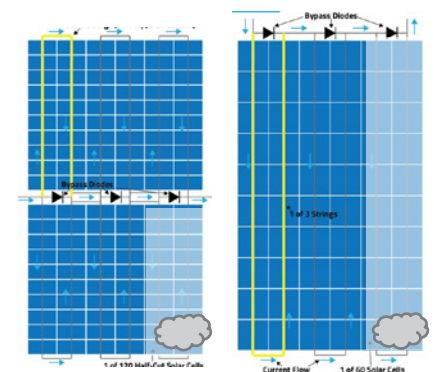 Bypass Diodes
Bypass Diodes
1 of 3 Strings
1 of 120 Half-Cut Solar Cells
Current Flow
1 of 60 Solar Cells